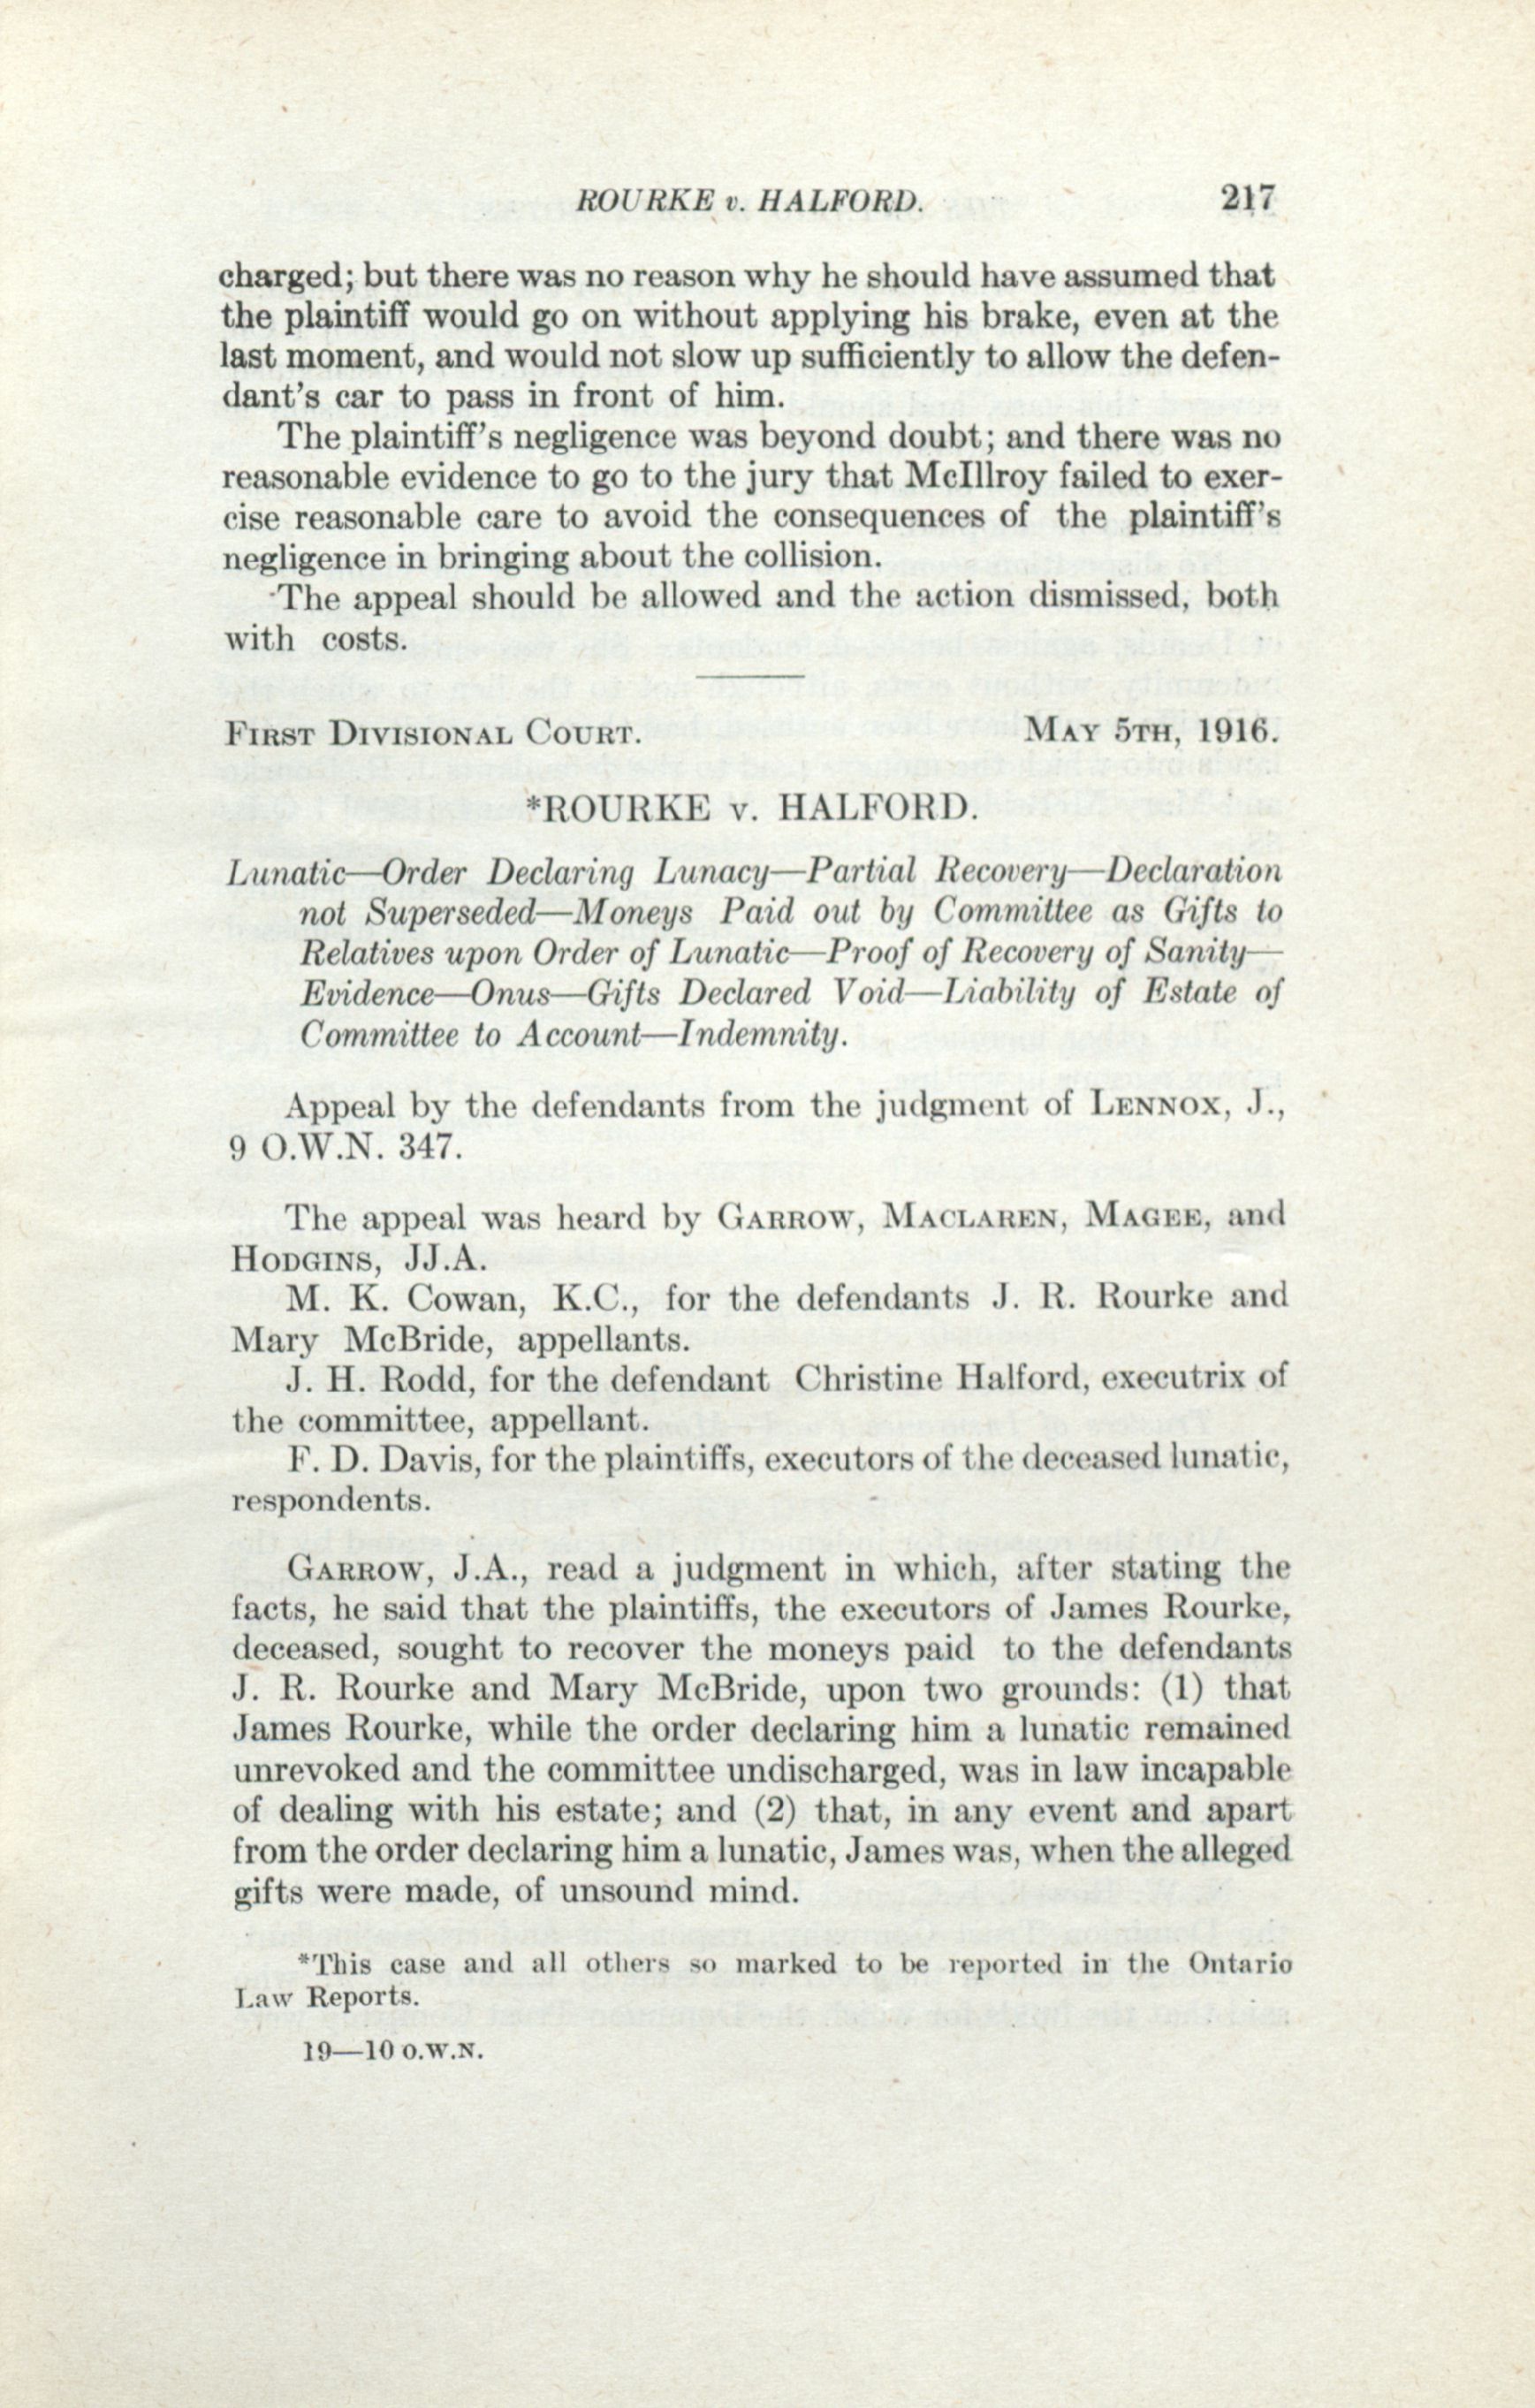 ROURKE v. HALFORD. 217
charged; but there was no reason why he should have assumed that
the plaintiff would go on without applying his brake, even at the
last moment, and would not slow up sufficiently to allow the defen-
dant's car to pass in front of him.
The plaintiff's negligence was beyond doubt; and there was no
reasonable evidence to go to the jury that McIllroy failed to exer-
cise reasonable care to avoid the consequences of the plaintiff's
negligence in bringing about the collision.
The appeal should be allowed and the action dismissed, both
with costs.
FIRST DIVISIONAL COURT. MAY 5TH, 1916.
*ROURKE v. HALFORD.
Lunatic—Order Declaring Lunacy—Partial Recovery—Declaration
not Superseded—Moneys Paid out by Committee as Gifts to
Relatives upon Order of Lunatic—Proof of Recovery of Sanity—
Evidence—Onus—Gifts Declared Void—Liability of Estate of
Committee to Account—Indemnity.
Appeal by the defendants from the judgment of LENNOX, J.,
9 O.W.N. 347.
The appeal was heard by GARROW, MACLAREN, MAGEE, and
HODGINS, JJ.A.
M. K. Cowan, K.C., for the defendants J. R. Rourke and
Mary McBride, appellants.
J. H. Rodd, for the defendant Christine Halford, executrix of
the committee, appellant.
F. D. Davis, for the plaintiffs, executors of the deceased lunatic,
respondents.
GARROW, J.A., read a judgment in which, after stating the
facts, he said that the plaintiffs, the executors of James Rourke,
deceased, sought to recover the moneys paid to the defendants
J. R. Rourke and Mary McBride, upon two grounds: (1) that
James Rourke, while the order declaring him a lunatic remained
unrevoked and the committee undischarged, was in law incapable
of dealing with his estate; and (2) that, in any event and apart
from the order declaring him a lunatic, James was, when the alleged
gifts were made, of unsound mind.
*This case and all others so marked to be reported in the Ontario
Law Reports.
19—10 O.W.N.